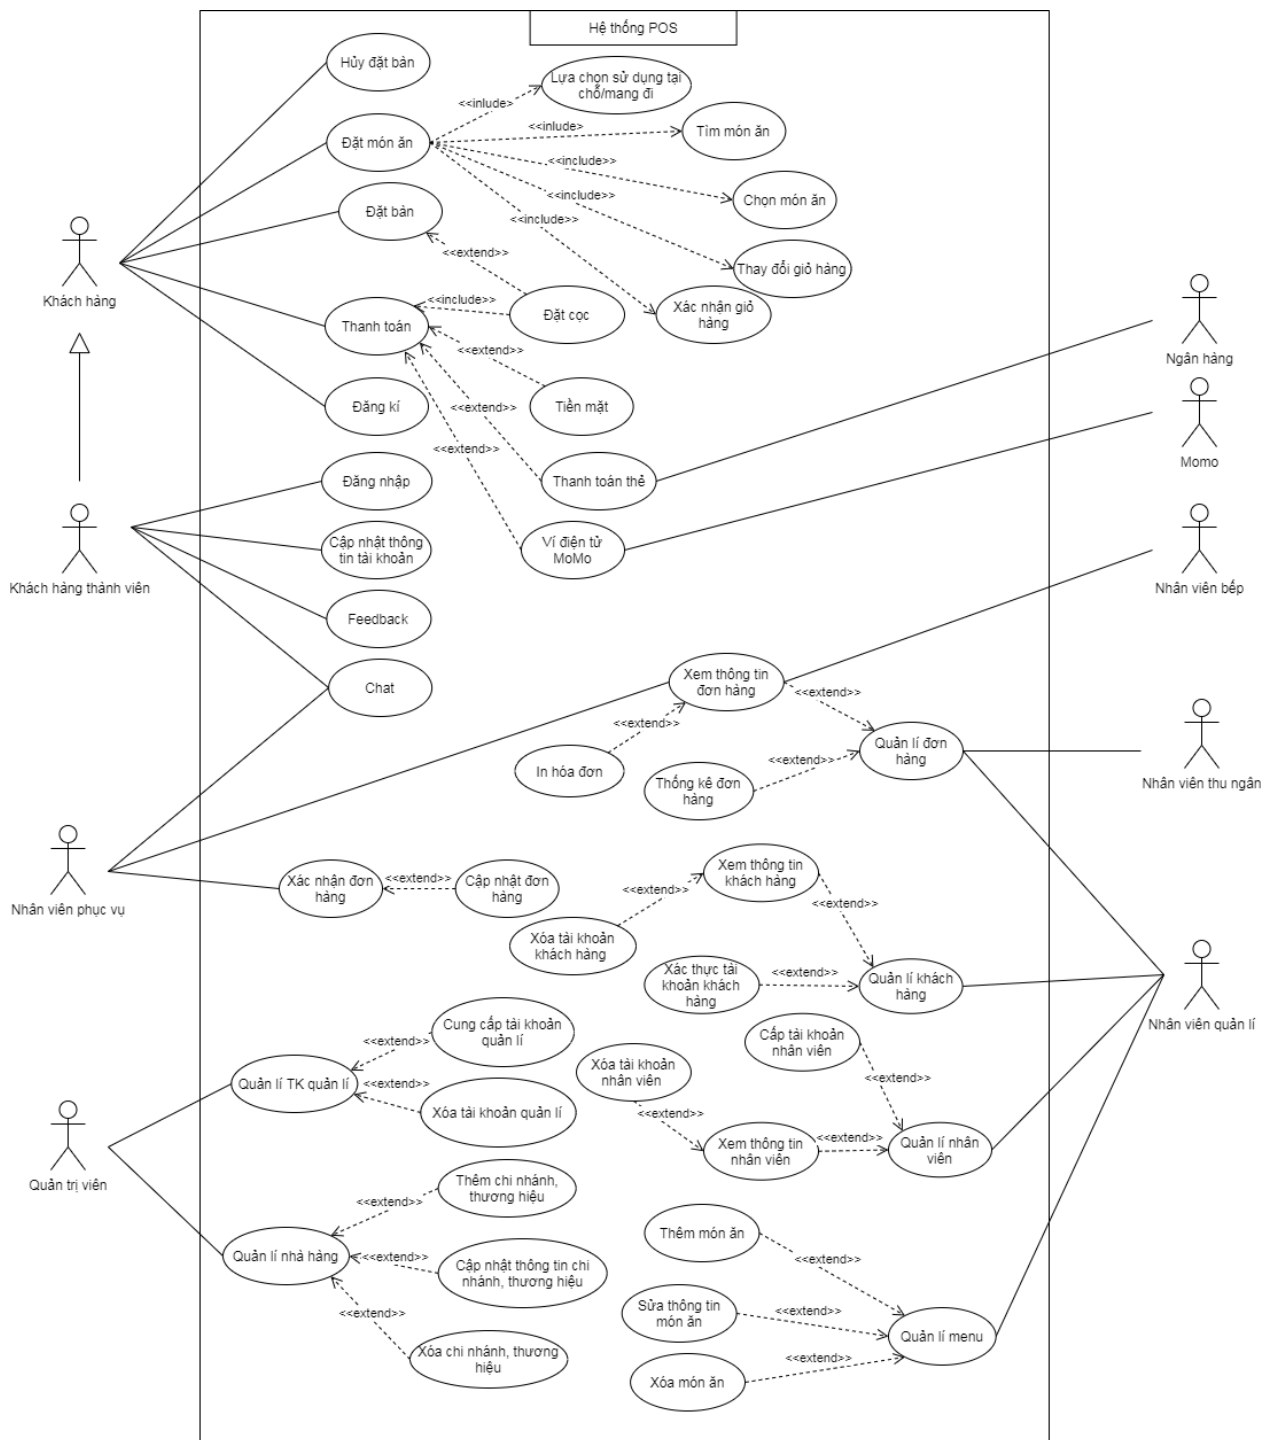 Hệ thống POS
Hủy đặt bàn
Lựa chọn sử dụng tại
chỗ/mang đi
<<inlude>
Đặt món ăn
<<inlude>
Tìm món ăn
<<include>>
Chọn món ăn
<<include>>
Đặt bàn
<<include>>
<<extend>>
Thay đổi giỏ hàng
Khách hàng
<<include>>
Thanh toán
Đặt cọc
Xác nhận giỏ
hàng
<<extend>>
Ngân hàng
Đăng kí
<<extend>>
Tiền mặt
<<extend>>
Momo
Đăng nhập
Thanh toán thẻ
Cập nhật thông
tin tài khoản
Ví điện tử
MoMo
Khách hàng thành viên
Nhân viên bếp
Feedback
Chat
Xem thông tin
đơn hàng
<<extend>>
<<extend>>
In hóa đơn
Quản lí đơn
hàng
<<extend>>
Thống kê đơn
hàng
Nhân viên thu ngân
Nhân viên phục vụ
Xác nhận đơn
hàng
<<extend>>
Cập nhật đơn
hàng
Xem thông tin
khách hàng
<<extend>>
<<extend>>
Xóa tài khoản
khách hàng
Xác thực tài
khoản khách
hàng
<<extend>>
Quản lí khách
hàng
Nhân viên quản lí
Cung cấp tài khoản
quản lí
<<extend>>
Cấp tài khoản
nhân viên
Quản lí TK quản lí
<<extend>>
Xóa tài khoản
nhân viên
<<extend>>
Xóa tài khoản quản lí
<<extend>>
Xem thông tin
nhân viên
<<extend>>
Quản lí nhân
viên
Quản trị viên
Thêm chi nhánh,
thương hiệu
<<extend>>
Quản lí nhà hàng
<<extend>>
Cập nhật thông tin chi
nhánh, thương hiệu
Thêm món ăn
<<extend>>
<<extend>>
Sửa thông tin
món ăn
<<extend>>
Quản lí menu
Xóa chi nhánh, thương
hiệu
<<extend>>
Xóa món ăn